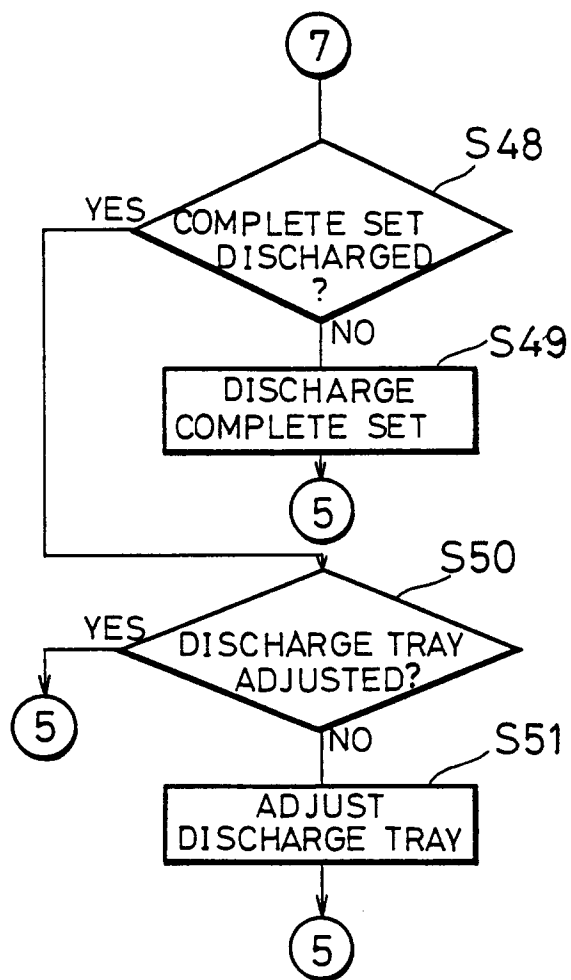 7
S48
YES
COMPLETE SET
DISCHARGED
?
NO
S49
DISCHARGE
COMPLETE SET
5
S50
YES
DISCHARGE TRAY
ADJUSTED?
5
NO
S51
ADJUST
DISCHARGE TRAY
5